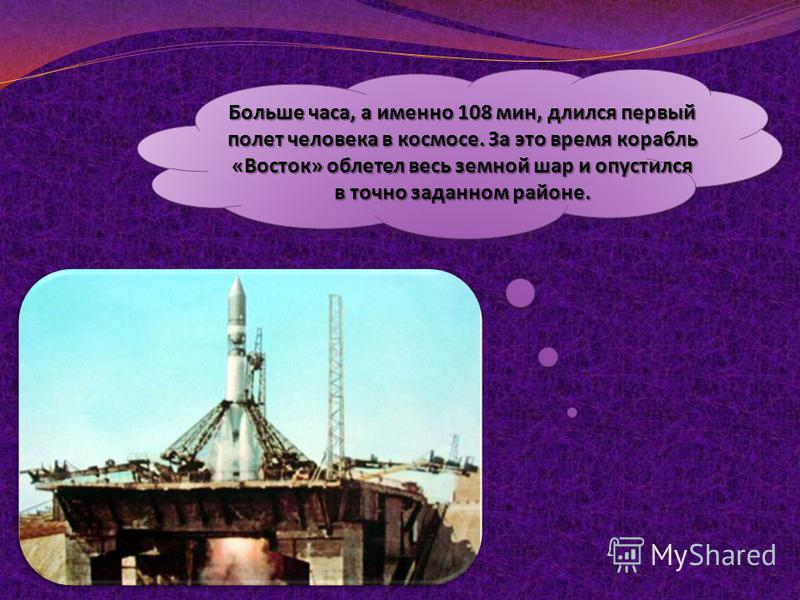 Больше часа, а именно 108 мин, длился первый
полет человека в космосе. За это время корабль
«Восток» облетел весь земной шар и опустился
в точно заданном районе.
MyShared